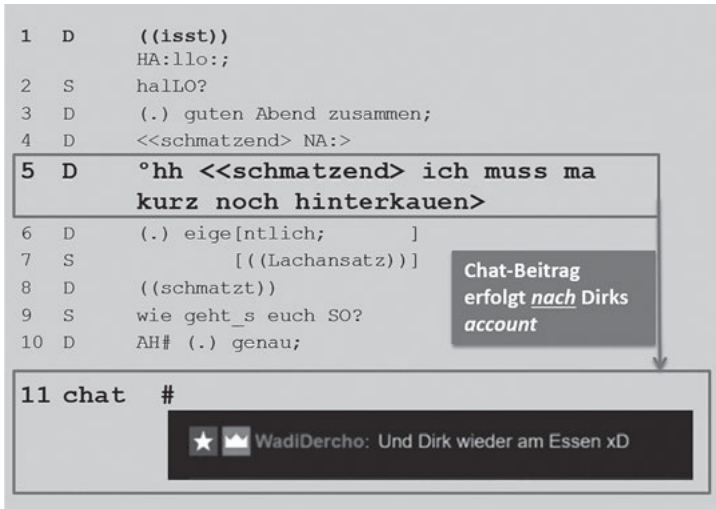 1 D ((isst))
HA:llo:;
2 S halLO?
3 D (.) guten Abend zusammen;
4 D <<schmatzend> NA:>
5 D °hh <<schmatzend> ich muss ma
kurz noch hinterkauen>
6 D (.) eige[ntlich; ]
7 S [((Lachansatz))]
8 D ((schmatzt))
9 S wie geht_s euch SO?
10 D AH# (.) genau;
Chat-Beitrag
erfolgt nach Dirks
account
11 chat #
WadiDercho: Und Dirk wieder am Essen xD